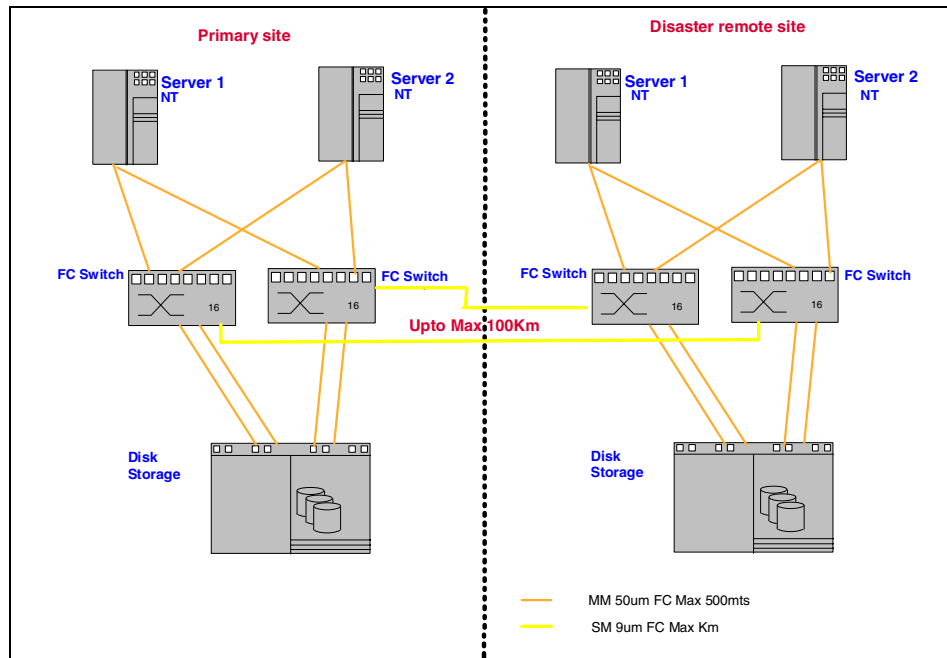 Primary site
Disaster remote site
Server 1
NT
Server 2
NT
Server 1
NT
Server 2
NT
FC Switch
FC Switch
FC Switch
FC Switch
16
16
16
16
Upto Max 100Km
Disk
Storage
Disk
Storage
MM 50um FC Max 500mts
SM 9um FC Max Km